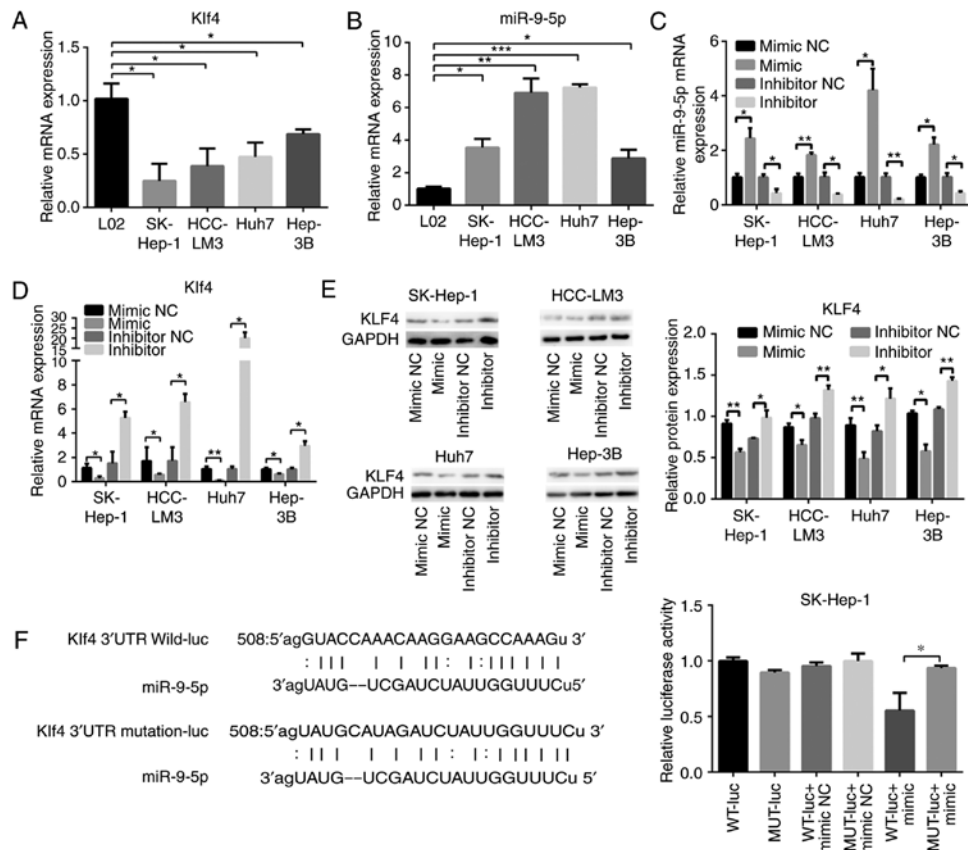 A
Klf4
Relative mRNA expression
1.5
1.0
0.5
0.0
*
*
*
*
L02
SK-
Hep-1
HCC-
LM3
Huh7
Hep-
3B
B
miR-9-5p
Relative mRNA expression
10
8
6
4
2
0
*
***
**
*
L02
SK-
Hep-1
HCC-
LM3
Huh7
Hep-
3B
C
Relative miR-9-5p mRNA
expression
6
4
2
0
Mimic NC
Mimic
Inhibitor NC
Inhibitor
*
*
**
*
*
**
*
*
SK-
Hep-1
HCC-
LM3
Huh7
Hep-
3B
D
Klf4
Relative mRNA expression
30
25
20
15
10
8
6
4
2
0
Mimic NC
Mimic
Inhibitor NC
Inhibitor
*
*
*
*
**
*
*
*
SK-
Hep-1
HCC-
LM3
Huh7
Hep-
3B
E
SK-Hep-1
KLF4
GAPDH
Mimic NC
Mimic
Inhibitor NC
Inhibitor
HCC-LM3
Mimic NC
Mimic
Inhibitor NC
Inhibitor
Huh7
KLF4
GAPDH
Mimic NC
Mimic
Inhibitor NC
Inhibitor
Hep-3B
Mimic NC
Mimic
Inhibitor NC
Inhibitor
KLF4
Relative protein expression
2.0
1.5
1.0
0.5
0.0
Mimic NC
Mimic
Inhibitor NC
Inhibitor
**
*
*
**
**
*
*
**
SK-
Hep-1
HCC-
LM3
Huh7
Hep-
3B
F
Klf4 3′UTR Wild-luc 508:5′agGUACCAAACAAGGAAGCCAAAGu 3′
miR-9-5p 3′agUAUG--UCGAUCUAUUGGUUUCu5′
Klf4 3′UTR mutation-luc 508:5′agUAUGCAUAGAUCUAUUGGUUUCu 3′
miR-9-5p 3′agUAUG--UCGAUCUAUUGGUUUCu 5′
SK-Hep-1
Relative luciferase activity
1.5
1.0
0.5
0.0
*
WT-luc
MUT-luc
WT-luc+
mimic NC
MUT-luc+
mimic NC
WT-luc+
mimic
MUT-luc+
mimic